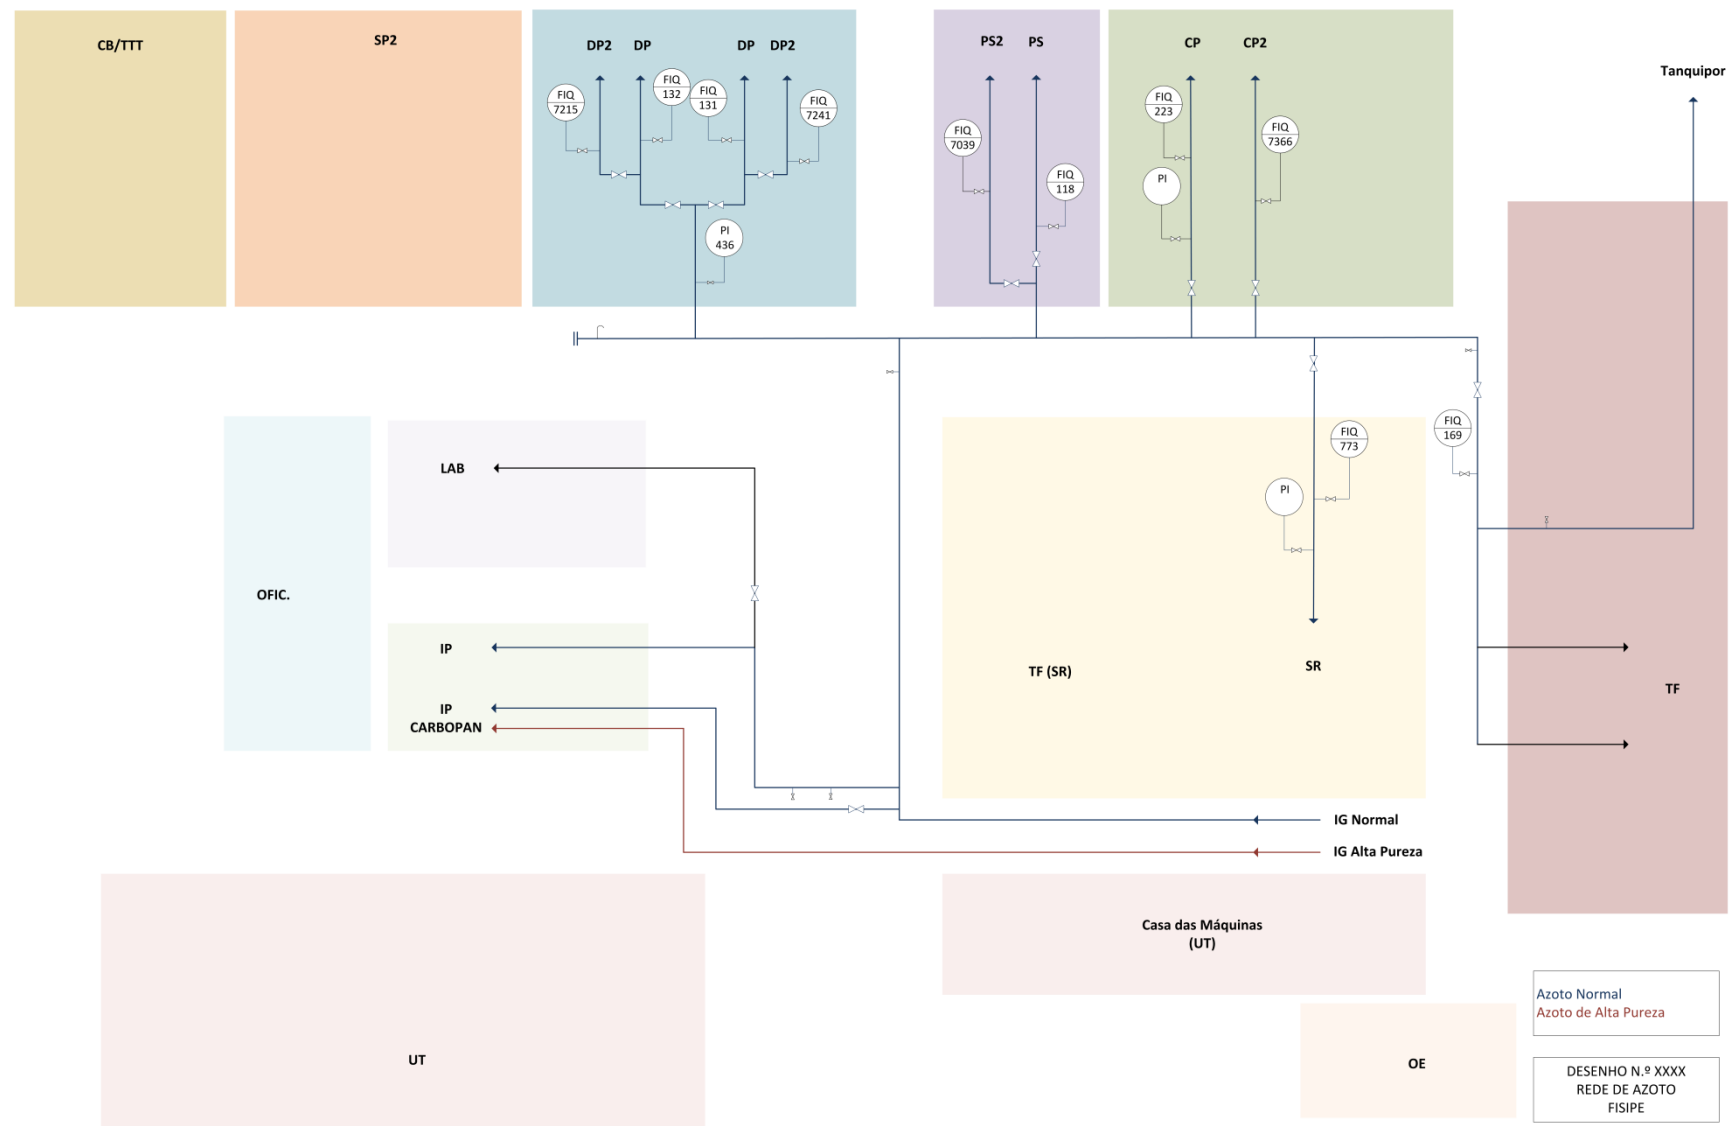 CB/TTT
SP2
DP2
DP
DP
DP2
FIQ
7215
FIQ
132
FIQ
131
FIQ
7241
PI
436
PS2
PS
FIQ
7039
FIQ
118
CP
CP2
FIQ
223
FIQ
7366
PI
Tanquipor
OFIC.
LAB
IP
IP
CARBOPAN
FIQ
773
PI
FIQ
169
TF (SR)
SR
TF
IG Normal
IG Alta Pureza
UT
Casa das Máquinas
(UT)
OE
Azoto Normal
Azoto de Alta Pureza
DESENHO N.º XXXX
REDE DE AZOTO
FISIPE